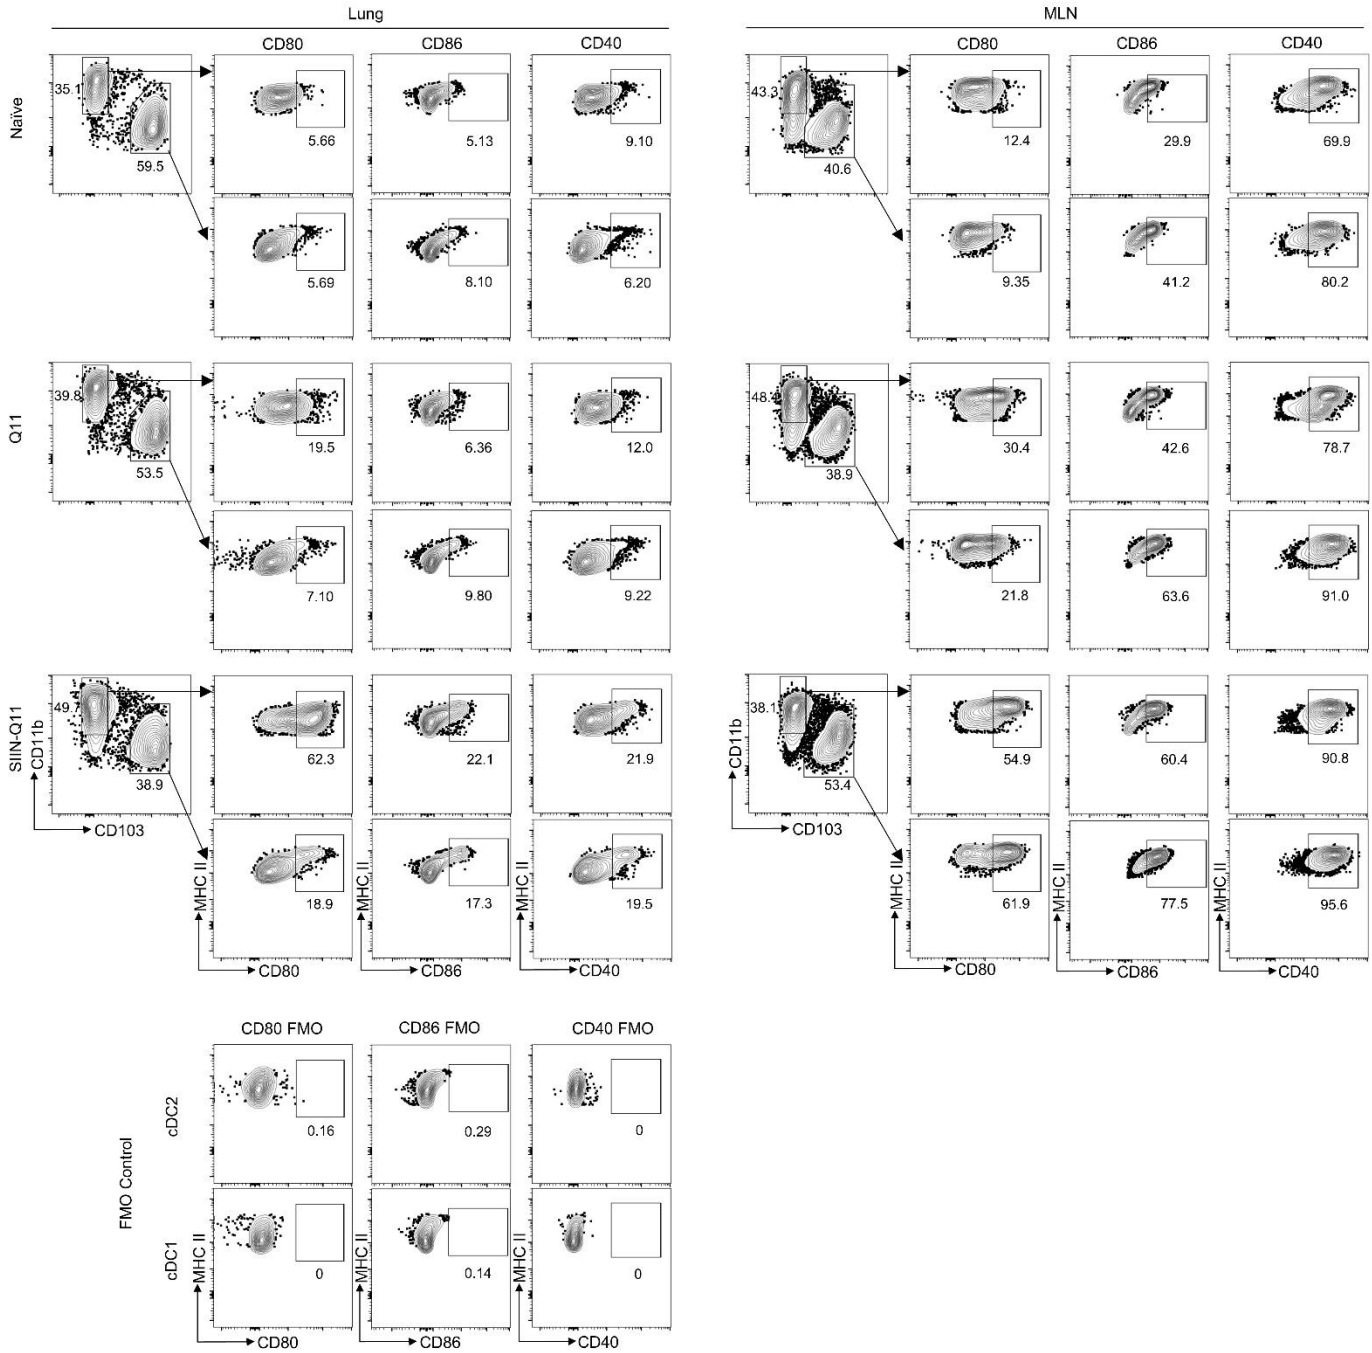 Lung MLN
CD80 CD86 CD40 CD80 CD86 CD40
Naïve
35.1 59.5 5.66 5.13 9.10 43.3 40.6 12.4 29.9 69.9
5.69 8.10 6.20 9.35 41.2 80.2
Q11
39.8 53.5 19.5 6.36 12.0 38.9 30.4 42.6 78.7
7.10 9.80 9.22 21.8 63.6 91.0
SIIN-Q11
49.7 38.9 62.3 22.1 21.9 38.1 53.4 54.9 60.4 90.8
CD11b CD103 CD11b CD103
18.9 17.3 19.5 61.9 77.5 95.6
MHC II MHC II MHC II MHC II MHC II MHC II
CD80 CD86 CD40 CD80 CD86 CD40
CD80 FMO CD86 FMO CD40 FMO
FMO Control
cDC2
0.16 0.29 0
cDC1
0 0.14 0
MHC II MHC II MHC II
CD80 CD86 CD40